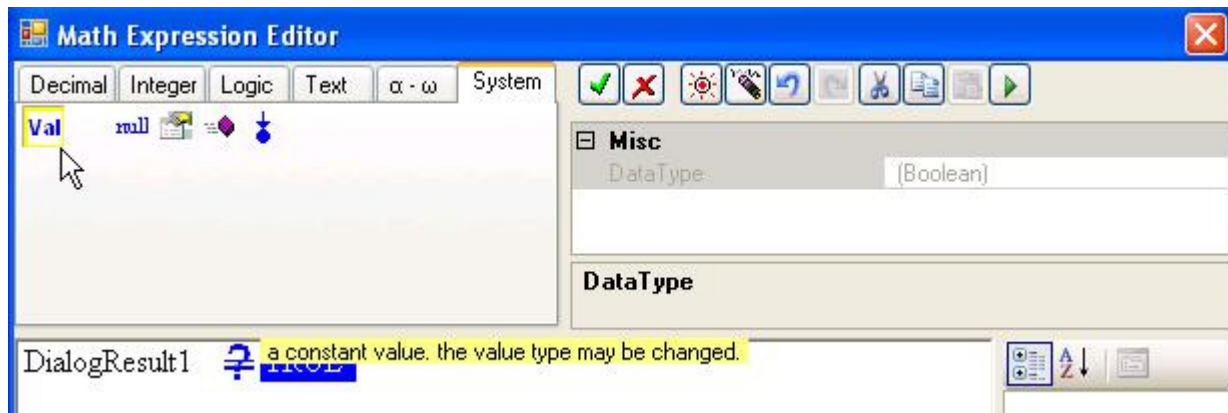 Math Expression Editor
Decimal Integer Logic Text α - ω System
Val null
Misc
DataType (Boolean)
DataType
DialogResult1 a constant value. the value type may be changed.